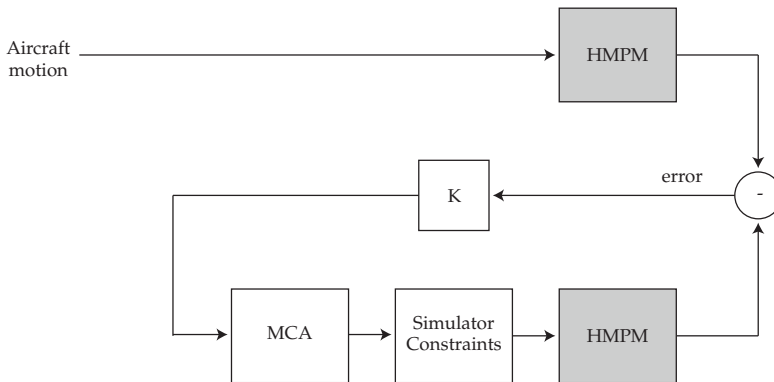 Aircraft
motion
HMPM
error
-
K
MCA
Simulator
Constraints
HMPM